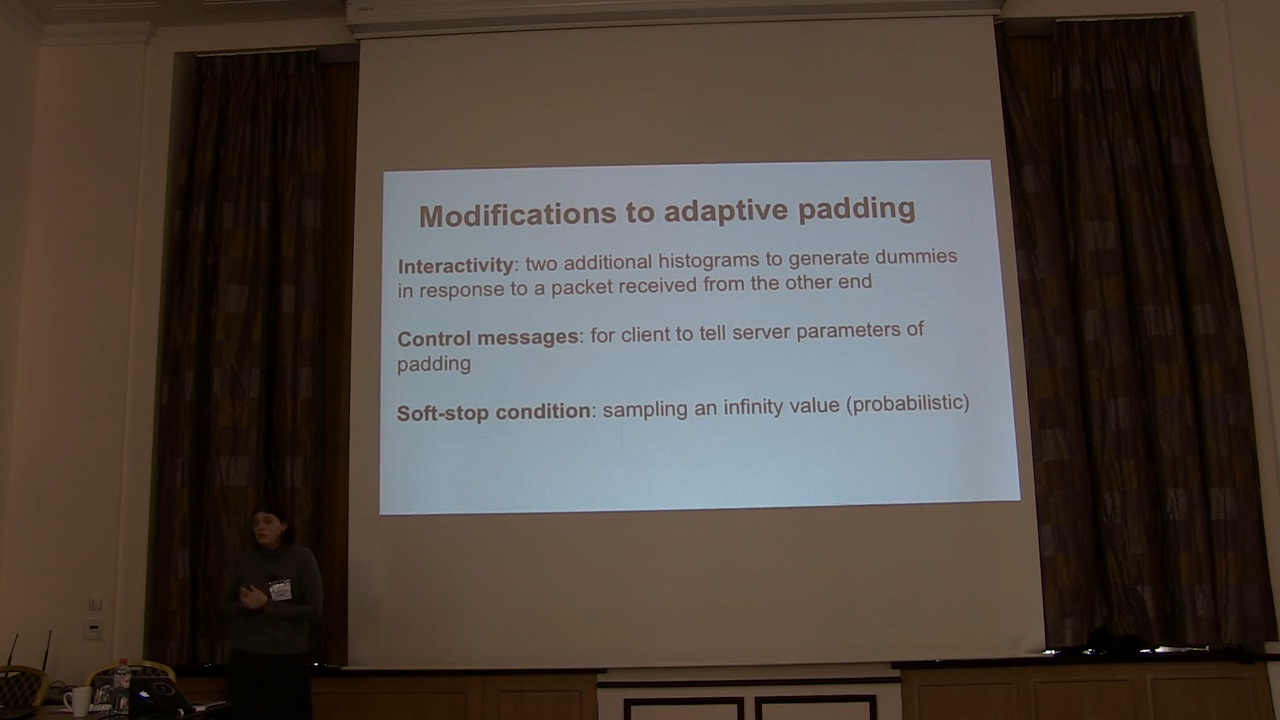 Modifications to adaptive padding
Interactivity: two additional histograms to generate dummies
in response to a packet received from the other end
Control messages: for client to tell server parameters of
padding
Soft-stop condition: sampling an infinity value (probabilistic)